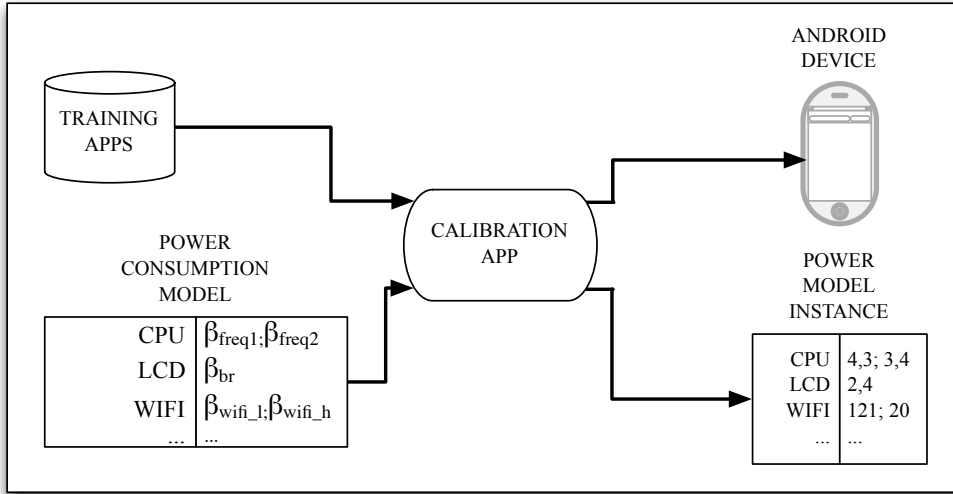 TRAINING
APPS
ANDROID
DEVICE
CALIBRATION
APP
POWER
CONSUMPTION
MODEL
CPU βfreq1;βfreq2
LCD βbr
WIFI βwifi_l;βwifi_h
... ...
POWER
MODEL
INSTANCE
CPU 4,3; 3,4
LCD 2,4
WIFI 121; 20
... ...